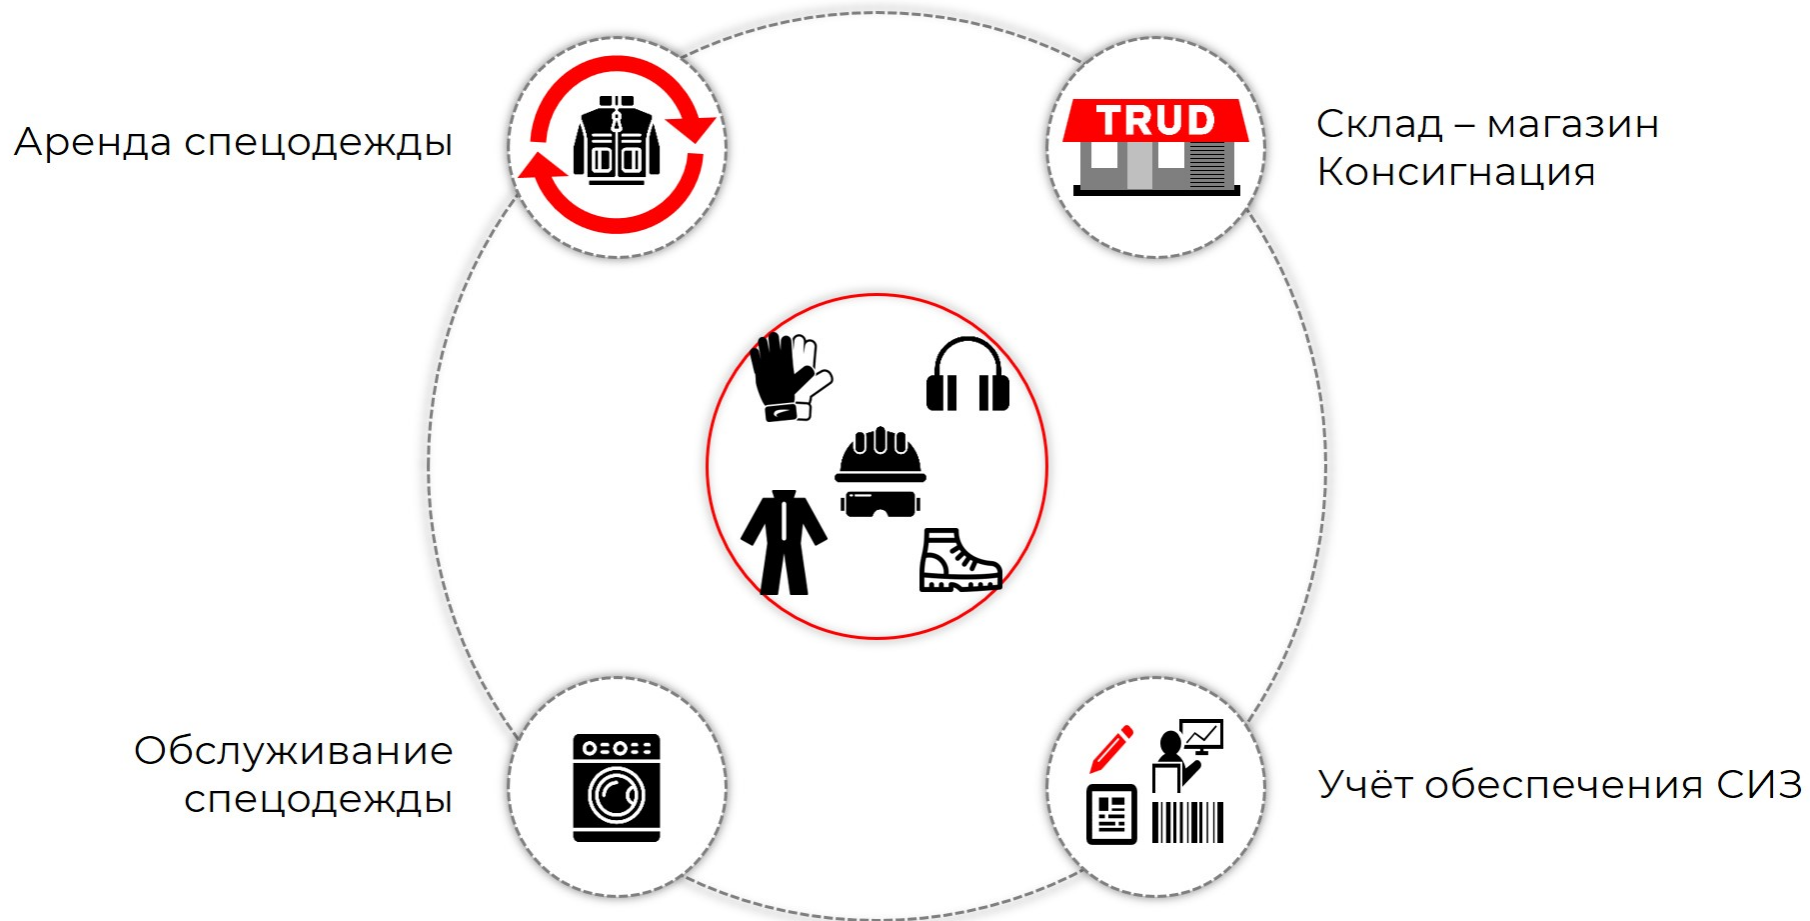 Аренда спецодежды
TRUD
Склад – магазин
Консигнация
Обслуживание
спецодежды
Учёт обеспечения СИЗ